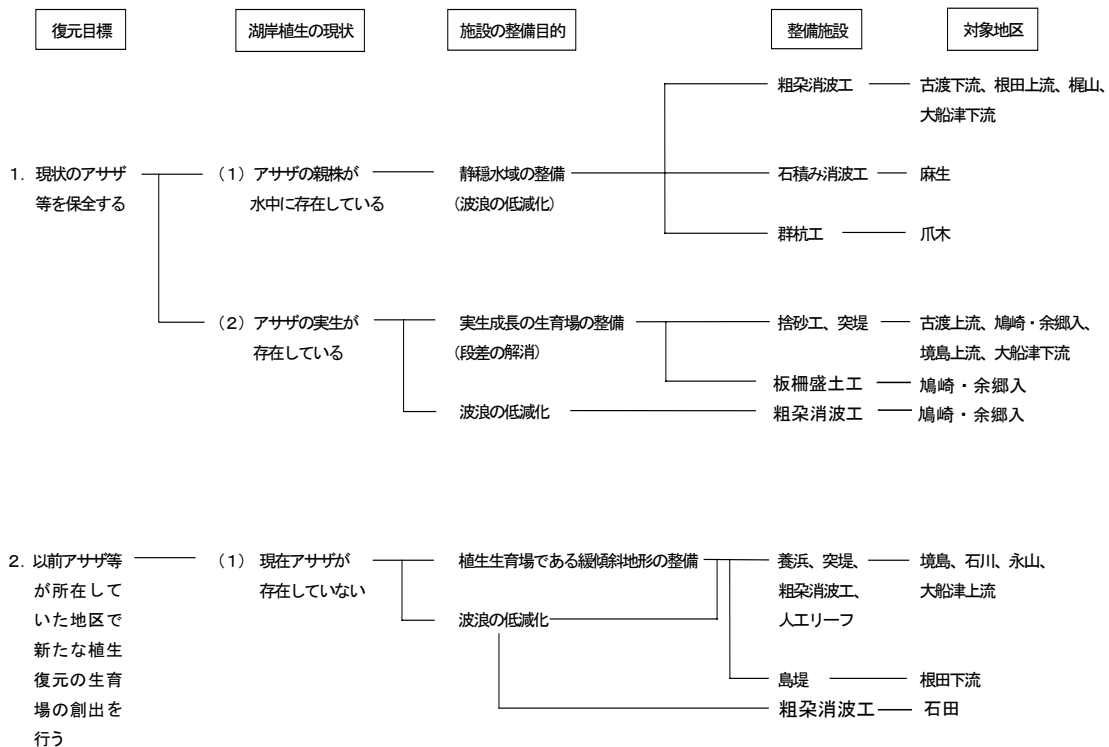 復元目標
湖岸植生の現状
施設の整備目的
整備施設
対象地区
1. 現状のアサザ
等を保全する
(1) アサザの親株が
水中に存在している
静穏水域の整備
(波浪の低減化)
粗朶消波工
古渡下流、根田上流、梶山、
大船津下流
石積み消波工
麻生
群杭工
爪木
(2) アサザの実生が
存在している
実生成長の生育場の整備
(段差の解消)
捨砂工、突堤
古渡上流、鳩崎・余郷入、
境島上流、大船津下流
板柵盛土工
鳩崎・余郷入
波浪の低減化
粗朶消波工
鳩崎・余郷入
2. 以前アサザ等
が所在して
いた地区で
新たな植生
復元の生育
場の創出を
行う
(1) 現在アサザが
存在していない
植生生育場である緩傾斜地形の整備
養浜、突堤、
粗朶消波工、
人工リーフ
境島、石川、永山、
大船津上流
波浪の低減化
島堤
根田下流
粗朶消波工
石田